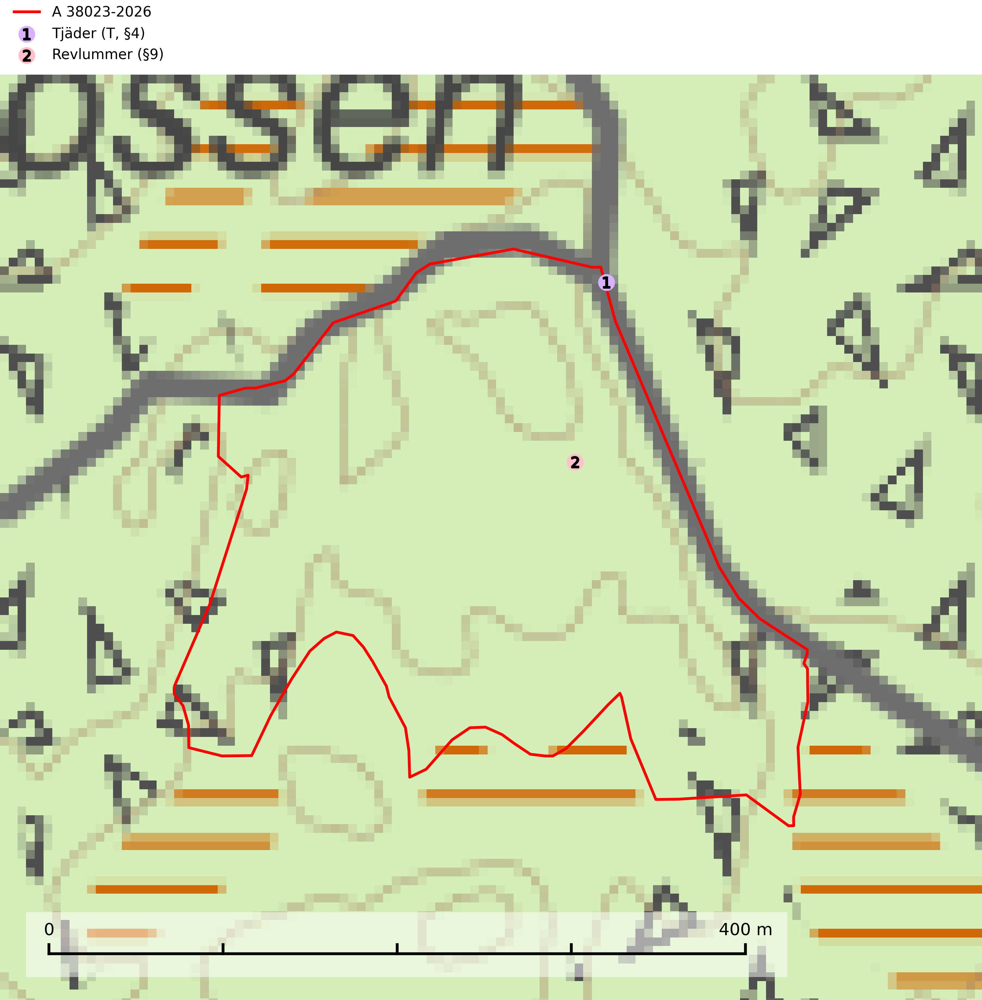 A 38023-2026
1 Tjäder (T, §4)
2 Revlummer (§9)
ossen
1
2
0 400 m